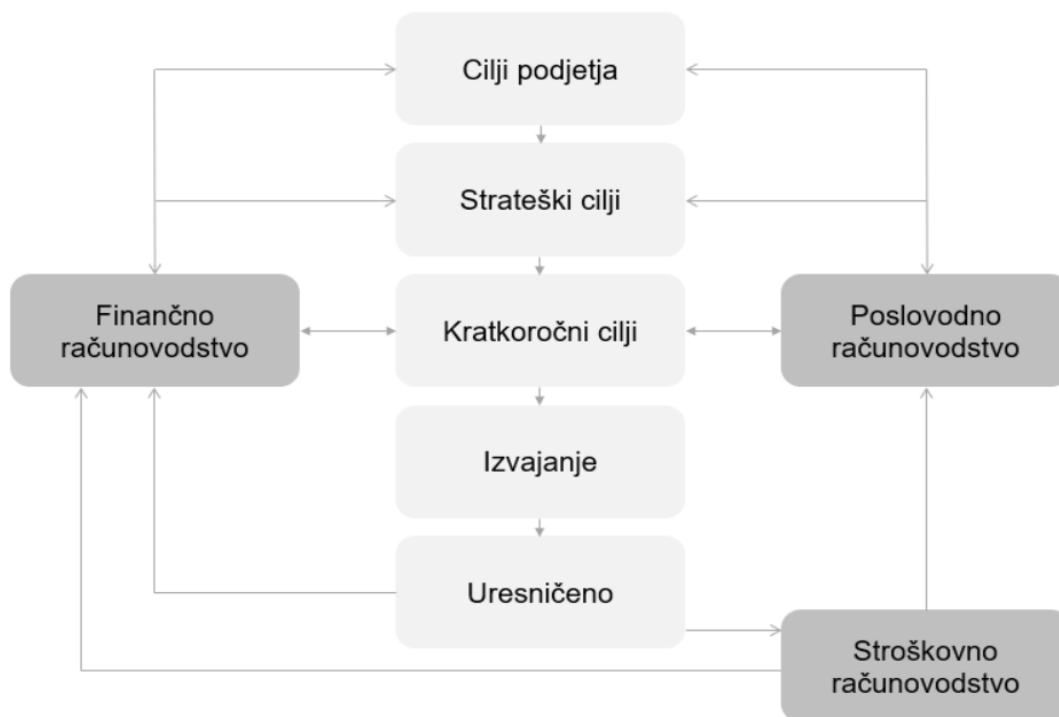 Cilji podjetja
Strateški cilji
Finančno
računovodstvo
Kratkoročni cilji
Poslovodno
računovodstvo
Izvajanje
Uresničeno
Stroškovno
računovodstvo